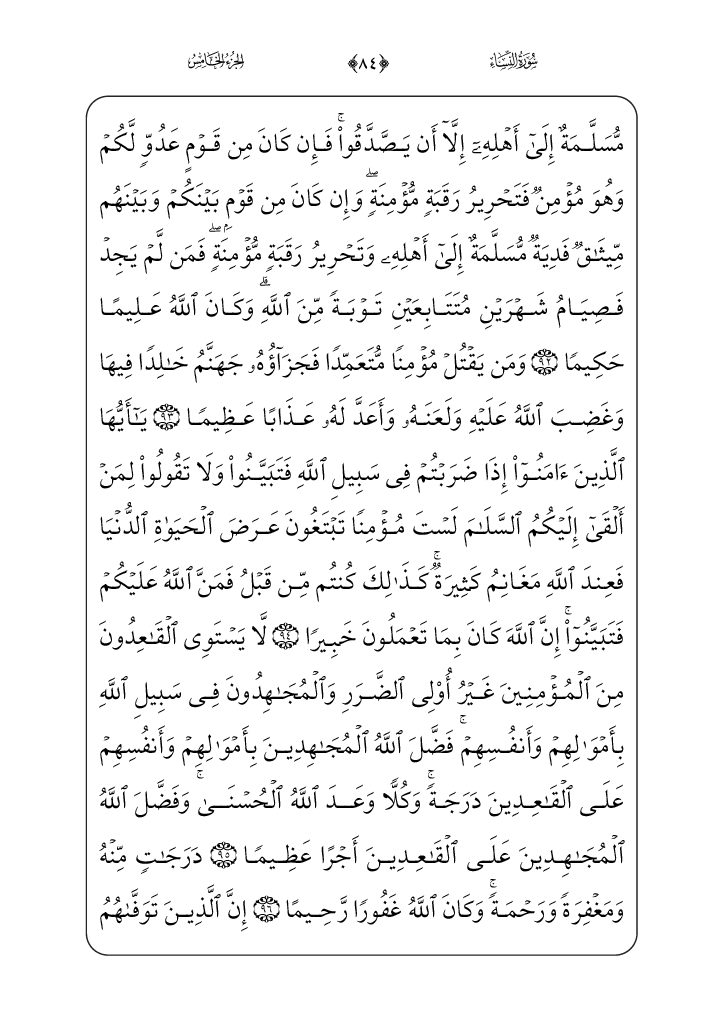 سُورَةُ النِّسَاءِ ﴿٨٤﴾ الجُزْءُ الخَامِسُ
مُّسَلَّمَةٌ إِلَىٰٓ أَهۡلِهِۦٓ إِلَّآ أَن يَصَّدَّقُواْۚ فَإِن كَانَ مِن قَوۡمٍ عَدُوّٖ لَّكُمۡ
وَهُوَ مُؤۡمِنٞ فَتَحۡرِيرُ رَقَبَةٖ مُّؤۡمِنَةٖۖ وَإِن كَانَ مِن قَوۡمِۭ بَيۡنَكُمۡ وَبَيۡنَهُم
مِّيثَٰقٞ فَدِيَةٞ مُّسَلَّمَةٌ إِلَىٰٓ أَهۡلِهِۦ وَتَحۡرِيرُ رَقَبَةٖ مُّؤۡمِنَةٖۖ فَمَن لَّمۡ يَجِدۡ
فَصِيَامُ شَهۡرَيۡنِ مُتَتَابِعَيۡنِ تَوۡبَةٗ مِّنَ ٱللَّهِۗ وَكَانَ ٱللَّهُ عَلِيمًا
حَكِيمٗا ٩٢ وَمَن يَقۡتُلۡ مُؤۡمِنٗا مُّتَعَمِّدٗا فَجَزَآؤُهُۥ جَهَنَّمُ خَٰلِدٗا فِيهَا
وَغَضِبَ ٱللَّهُ عَلَيۡهِ وَلَعَنَهُۥ وَأَعَدَّ لَهُۥ عَذَابًا عَظِيمٗا ٩٣ يَٰٓأَيُّهَا
ٱلَّذِينَ ءَامَنُوٓاْ إِذَا ضَرَبۡتُمۡ فِي سَبِيلِ ٱللَّهِ فَتَبَيَّنُواْ وَلَا تَقُولُواْ لِمَنۡ
أَلۡقَىٰٓ إِلَيۡكُمُ ٱلسَّلَٰمَ لَسۡتَ مُؤۡمِنٗا تَبۡتَغُونَ عَرَضَ ٱلۡحَيَوٰةِ ٱلدُّنۡيَا
فَعِندَ ٱللَّهِ مَغَانِمُ كَثِيرَةٞۚ كَذَٰلِكَ كُنتُم مِّن قَبۡلُ فَمَنَّ ٱللَّهُ عَلَيۡكُمۡ
فَتَبَيَّنُوٓاْۚ إِنَّ ٱللَّهَ كَانَ بِمَا تَعۡمَلُونَ خَبِيرٗا ٩٤ لَّا يَسۡتَوِي ٱلۡقَٰعِدُونَ
مِنَ ٱلۡمُؤۡمِنِينَ غَيۡرُ أُوْلِي ٱلضَّرَرِ وَٱلۡمُجَٰهِدُونَ فِي سَبِيلِ ٱللَّهِ
بِأَمۡوَٰلِهِمۡ وَأَنفُسِهِمۡۚ فَضَّلَ ٱللَّهُ ٱلۡمُجَٰهِدِينَ بِأَمۡوَٰلِهِمۡ وَأَنفُسِهِمۡ
عَلَى ٱلۡقَٰعِدِينَ دَرَجَةٗۚ وَكُلّٗا وَعَدَ ٱللَّهُ ٱلۡحُسۡنَىٰۚ وَفَضَّلَ ٱللَّهُ
ٱلۡمُجَٰهِدِينَ عَلَى ٱلۡقَٰعِدِينَ أَجۡرًا عَظِيمٗا ٩٥ دَرَجَٰتٖ مِّنۡهُ
وَمَغۡفِرَةٗ وَرَحۡمَةٗۚ وَكَانَ ٱللَّهُ غَفُورٗا رَّحِيمًا ٩٦ إِنَّ ٱلَّذِينَ تَوَفَّىٰهُمُ